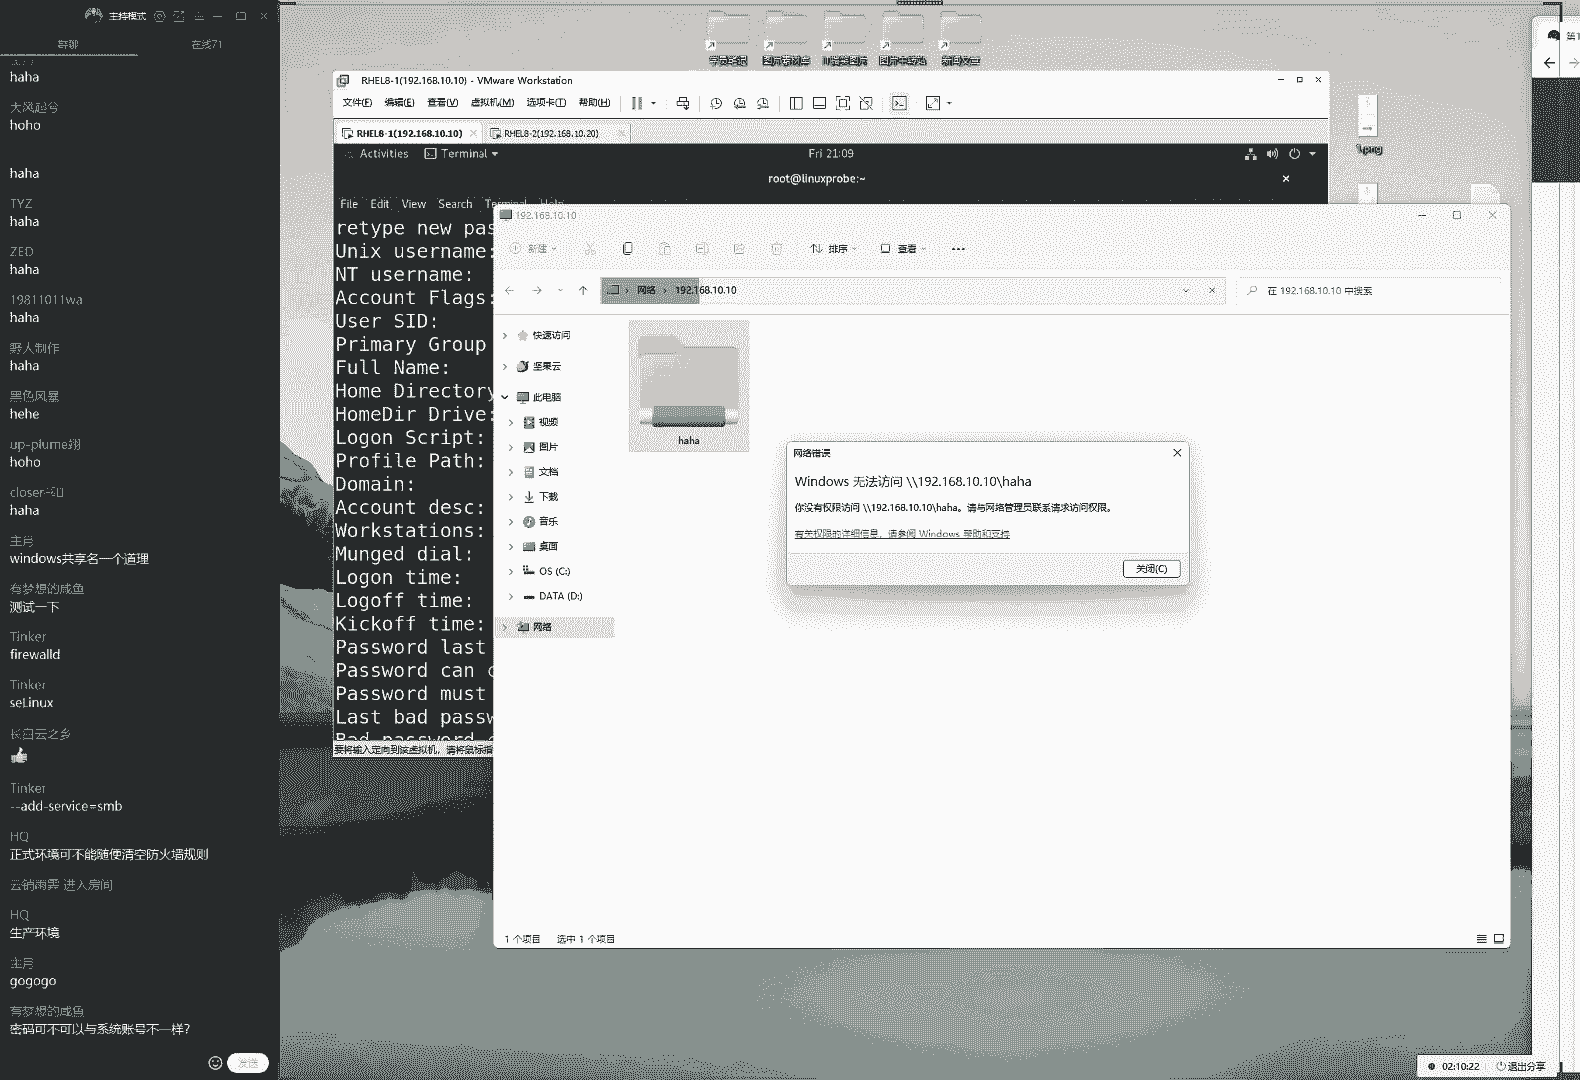 主持模式
群聊
在线71
haha
大风起兮
hoho
haha
TYZ
haha
ZED
haha
19811011wa
haha
野人制作
haha
黑色风暴
hehe
up-plume翔
hoho
haha
主月
windows共享名一个道理
有梦想的咸鱼
测试一下
Tinker
firewalld
Tinker
seLinux
长白云之乡
Tinker
--add-service=smb
HQ
正式环境可不能随便清空防火墙规则
云销雨霁 进入房间
HQ
生产环境
主月
gogogo
有梦想的咸鱼
密码可不可以与系统账号不一样?
发送
1.png
RHEL8-1(192.168.10.10) - VMware Workstation
文件(F) 编辑(E) 查看(V) 虚拟机(M) 选项卡(T) 帮助(H)
RHEL8-1(192.168.10.10) RHEL8-2(192.168.10.20)
Activities Terminal Fri 21:09
root@linuxprobe:~
File Edit View Search Terminal Help
retype new pas
Unix username:
NT username:
Account Flags:
User SID:
Primary Group
Full Name:
Home Directory
HomeDir Drive:
Logon Script:
Profile Path:
Domain:
Account desc:
Workstations:
Munged dial:
Logon time:
Logoff time:
Kickoff time:
Password last
Password can c
Password must
Last bad passw
Bad password
要将输入定向到该虚拟机，请将鼠标指
192.168.10.10
新建 排序 查看
网络 192.168.10.10
在 192.168.10.10 中搜索
快速访问
坚果云
此电脑
视频
图片
文档
下载
音乐
桌面
OS (C:)
DATA (D:)
网络
haha
网络错误
Windows 无法访问 \\192.168.10.10\haha
你没有权限访问 \\192.168.10.10\haha。请与网络管理员联系请求访问权限。
有关权限的详细信息，请参阅 Windows 帮助和支持
关闭(C)
1 个项目 选中 1 个项目
02:10:22 退出分享